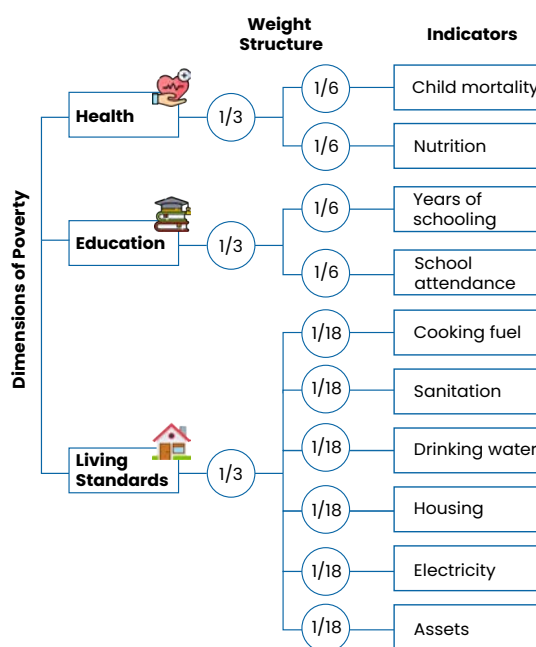 Weight
Structure
Indicators
Dimensions of Poverty
Health
1/3
1/6
Child mortality
1/6
Nutrition
Education
1/3
1/6
Years of
schooling
1/6
School
attendance
Living
Standards
1/3
1/18
Cooking fuel
1/18
Sanitation
1/18
Drinking water
1/18
Housing
1/18
Electricity
1/18
Assets